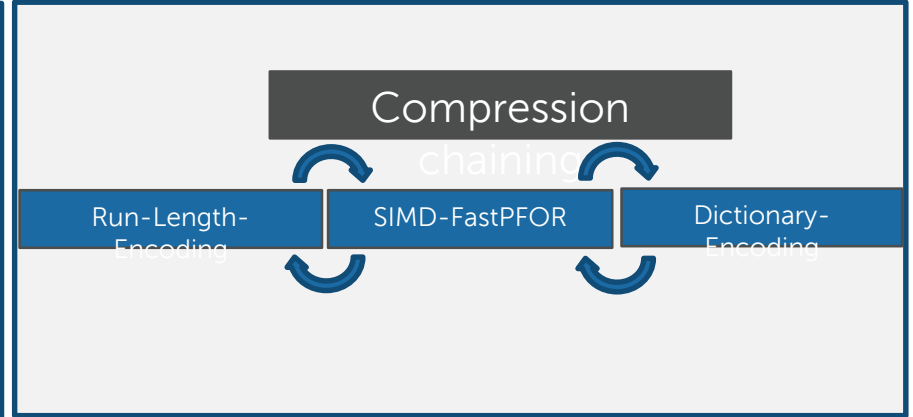 Compression
chaining
Run-Length-
Encoding
SIMD-FastPFOR
Dictionary-
Encoding